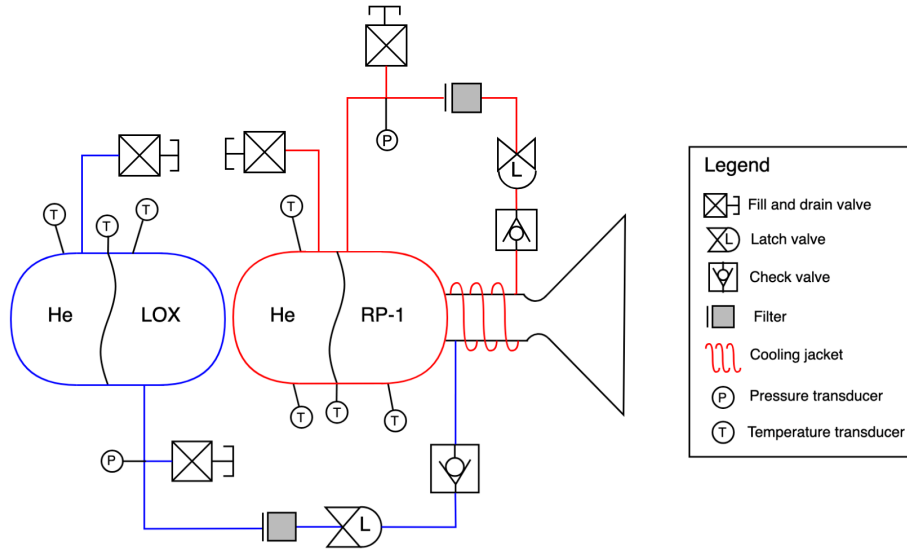 P
L
T
T
T
T
He
LOX
He
RP-1
T
T
T
P
L
Legend
Fill and drain valve
L
Latch valve
Check valve
Filter
Cooling jacket
P
Pressure transducer
T
Temperature transducer